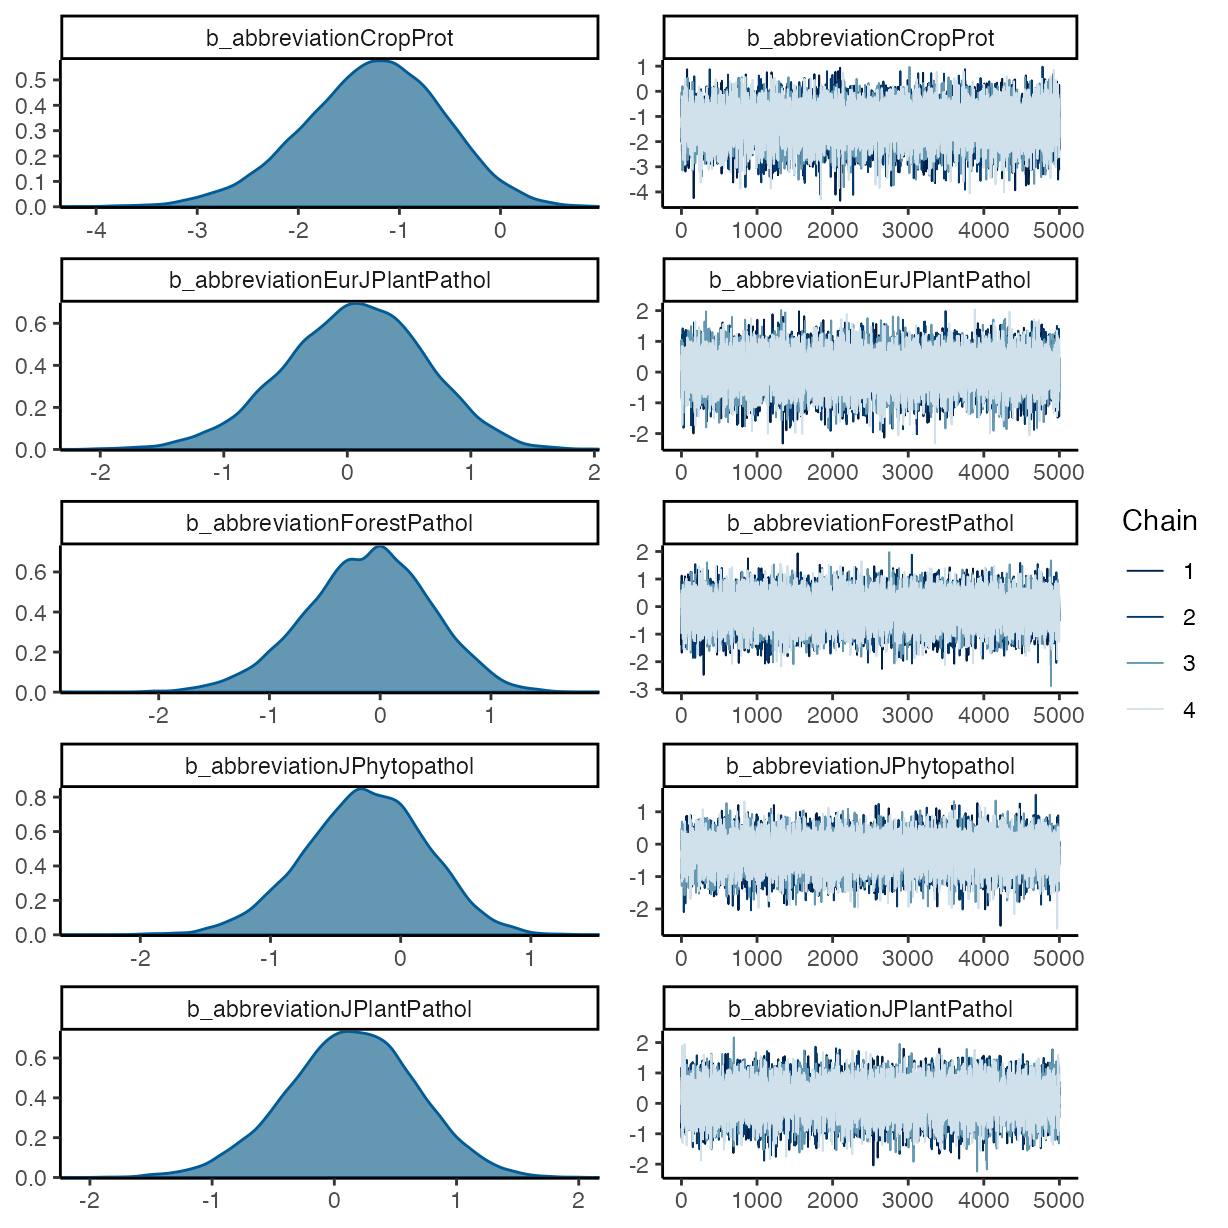 b_abbreviationCropProt
0.5
0.4
0.3
0.2
0.1
0.0
-4 -3 -2 -1 0
b_abbreviationCropProt
1
0
-1
-2
-3
-4
0 1000 2000 3000 4000 5000
b_abbreviationEurJPlantPathol
0.6
0.4
0.2
0.0
-2 -1 0 1 2
b_abbreviationEurJPlantPathol
2
1
0
-1
-2
0 1000 2000 3000 4000 5000
b_abbreviationForestPathol
0.6
0.4
0.2
0.0
-2 -1 0 1
b_abbreviationForestPathol
2
1
0
-1
-2
-3
0 1000 2000 3000 4000 5000
b_abbreviationJPhytopathol
0.8
0.6
0.4
0.2
0.0
-2 -1 0 1
b_abbreviationJPhytopathol
1
0
-1
-2
0 1000 2000 3000 4000 5000
b_abbreviationJPlantPathol
0.6
0.4
0.2
0.0
-2 -1 0 1 2
b_abbreviationJPlantPathol
2
1
0
-1
-2
0 1000 2000 3000 4000 5000
Chain
1
2
3
4